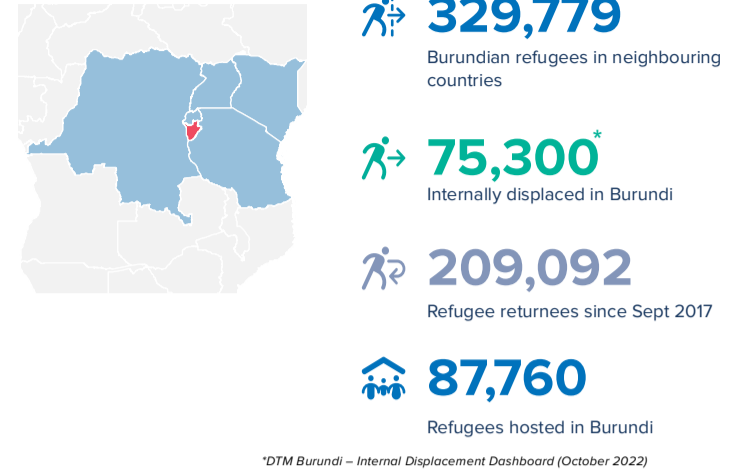 329,779
Burundian refugees in neighbouring
countries
75,300*
Internally displaced in Burundi
209,092
Refugee returnees since Sept 2017
87,760
Refugees hosted in Burundi
*DTM Burundi – Internal Displacement Dashboard (October 2022)